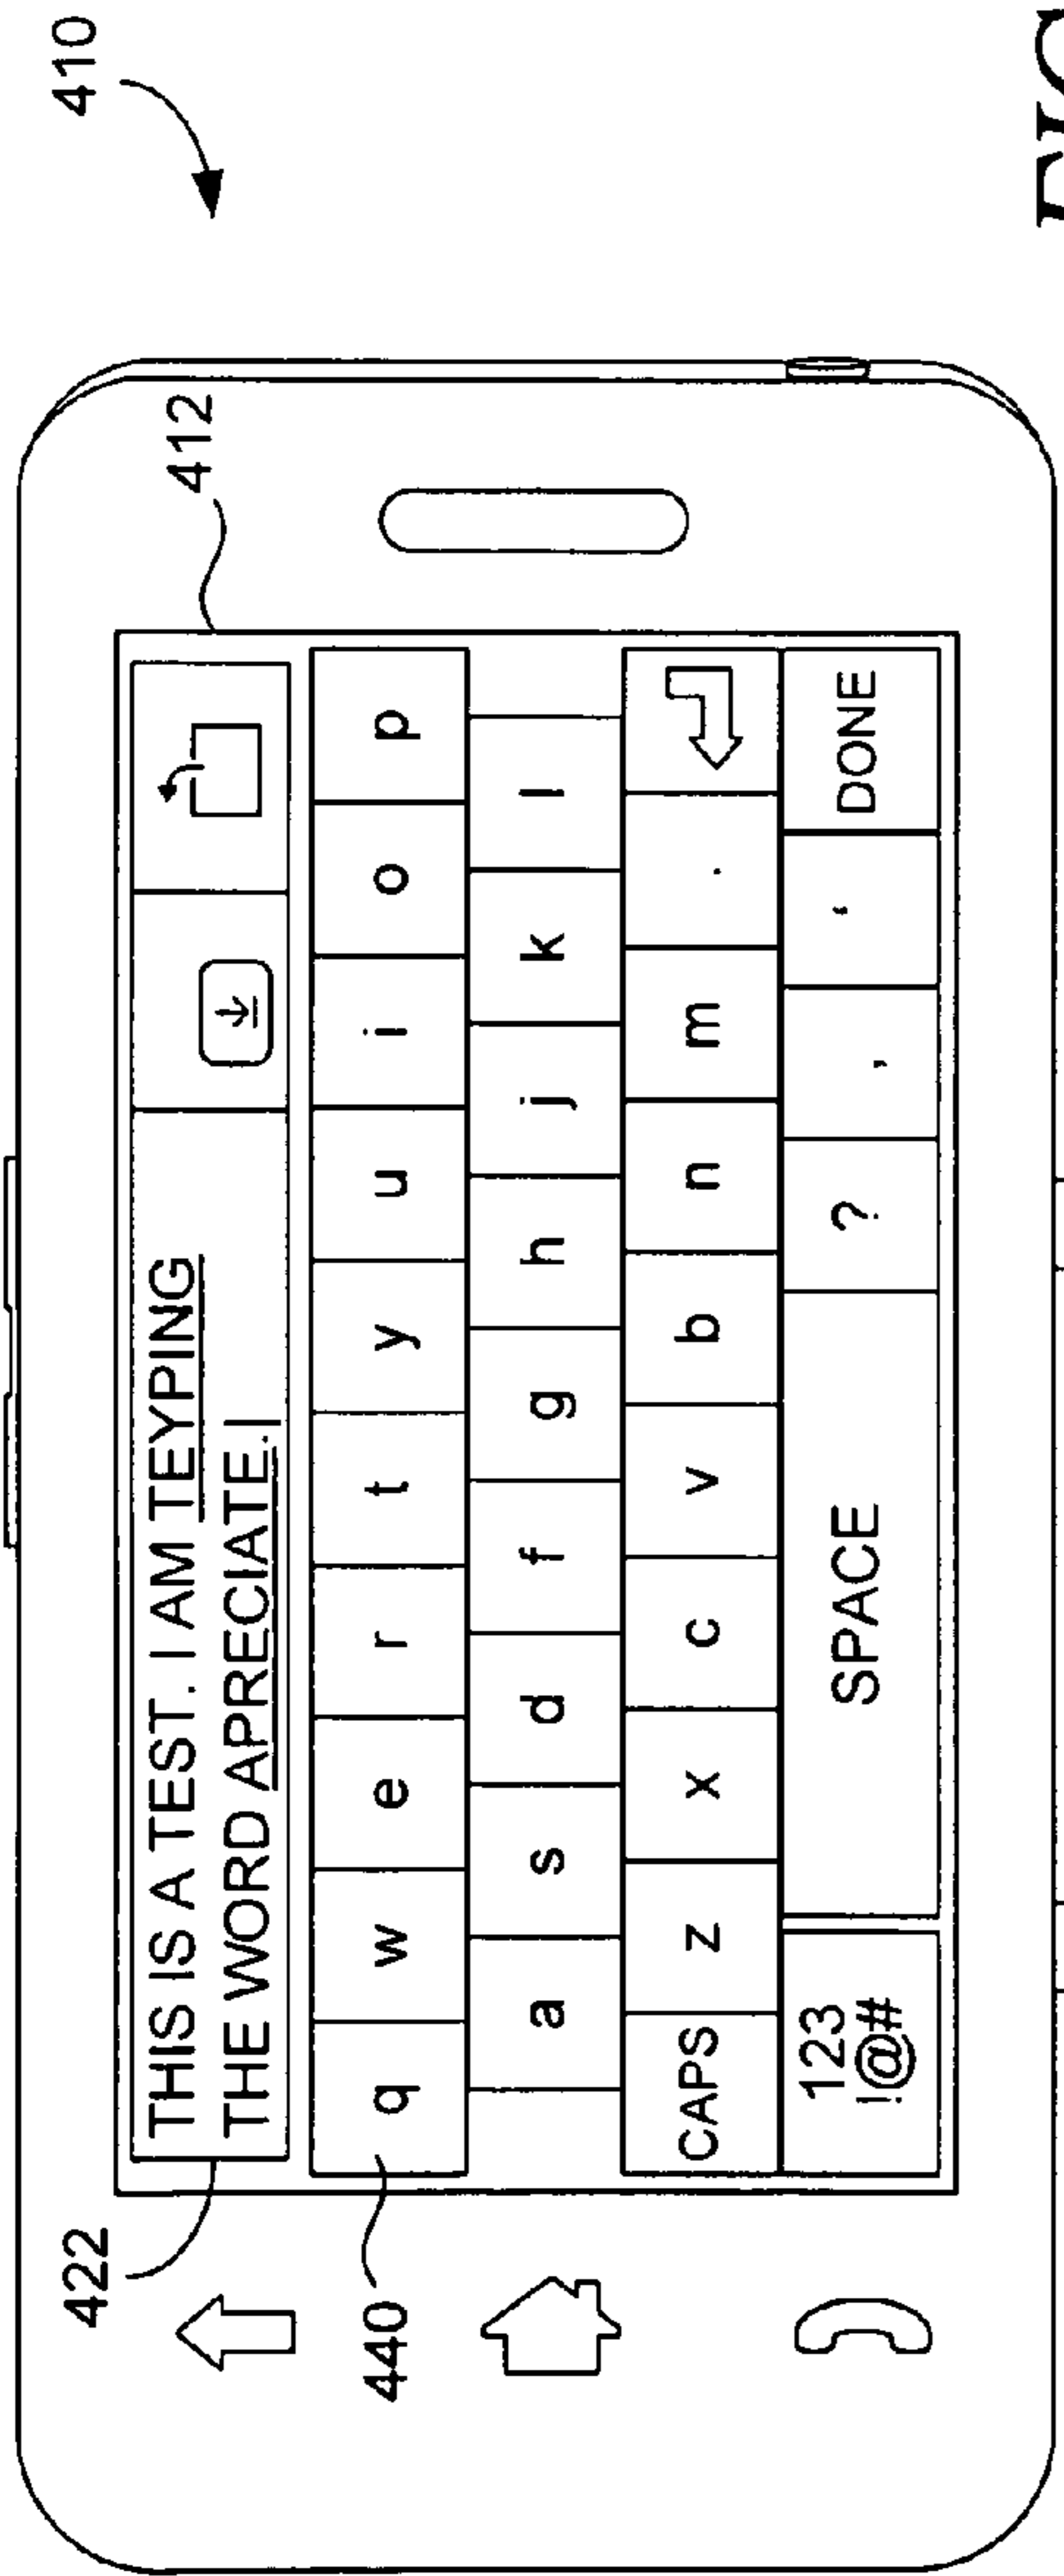 410
412
422
THIS IS A TEST. I AM TEYPING
THE WORD APRECIATE.
440
q w e r t y u i o p
a s d f g h j k l
CAPS z x c v b n m .
123
!@#
SPACE ? , ‘ DONE